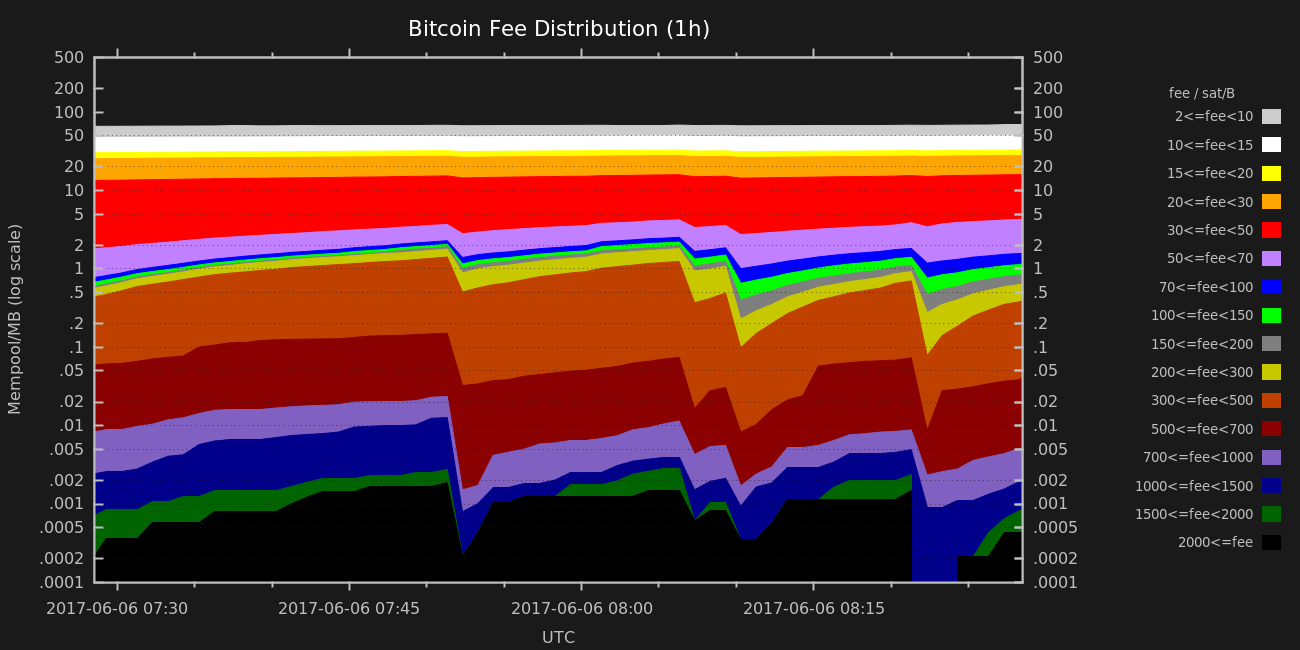 Bitcoin Fee Distribution (1h)
Mempool/MB (log scale)
500
200
100
50
20
10
5
2
1
.5
.2
.1
.05
.02
.01
.005
.002
.001
.0005
.0002
.0001
500
200
100
50
20
10
5
2
1
.5
.2
.1
.05
.02
.01
.005
.002
.001
.0005
.0002
.0001
2017-06-06 07:30
2017-06-06 07:45
2017-06-06 08:00
2017-06-06 08:15
UTC
fee / sat/B
2<=fee<10
10<=fee<15
15<=fee<20
20<=fee<30
30<=fee<50
50<=fee<70
70<=fee<100
100<=fee<150
150<=fee<200
200<=fee<300
300<=fee<500
500<=fee<700
700<=fee<1000
1000<=fee<1500
1500<=fee<2000
2000<=fee